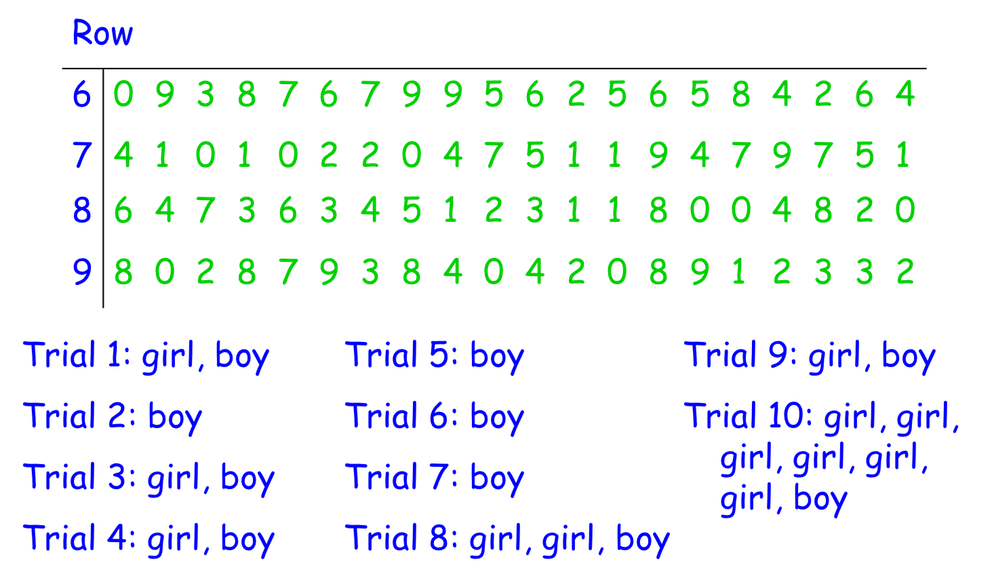 Row
6 0 9 3 8 7 6 7 9 9 5 6 2 5 6 5 8 4 2 6 4
7 4 1 0 1 0 2 2 0 4 7 5 1 1 9 4 7 9 7 5 1
8 6 4 7 3 6 3 4 5 1 2 3 1 1 8 0 0 4 8 2 0
9 8 0 2 8 7 9 3 8 4 0 4 2 0 8 9 1 2 3 3 2
Trial 1: girl, boy
Trial 2: boy
Trial 3: girl, boy
Trial 4: girl, boy
Trial 5: boy
Trial 6: boy
Trial 7: boy
Trial 8: girl, girl, boy
Trial 9: girl, boy
Trial 10: girl, girl,
girl, girl, girl,
girl, boy